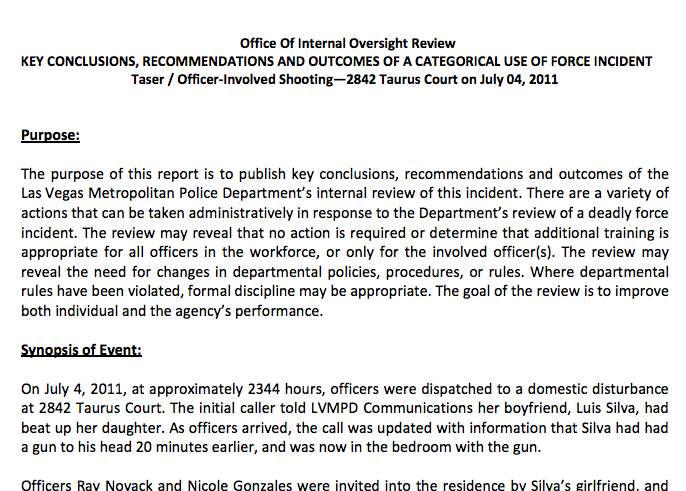 Office Of Internal Oversight Review
KEY CONCLUSIONS, RECOMMENDATIONS AND OUTCOMES OF A CATEGORICAL USE OF FORCE INCIDENT
Taser / Officer-Involved Shooting—2842 Taurus Court on July 04, 2011
Purpose:
The purpose of this report is to publish key conclusions, recommendations and outcomes of the
Las Vegas Metropolitan Police Department's internal review of this incident. There are a variety of
actions that can be taken administratively in response to the Department's review of a deadly force
incident. The review may reveal that no action is required or determine that additional training is
appropriate for all officers in the workforce, or only for the involved officer(s). The review may
reveal the need for changes in departmental policies, procedures, or rules. Where departmental
rules have been violated, formal discipline may be appropriate. The goal of the review is to improve
both individual and the agency's performance.
Synopsis of Event:
On July 4, 2011, at approximately 2344 hours, officers were dispatched to a domestic disturbance
at 2842 Taurus Court. The initial caller told LVMPD Communications her boyfriend, Luis Silva, had
beat up her daughter. As officers arrived, the call was updated with information that Silva had had
a gun to his head 20 minutes earlier, and was now in the bedroom with the gun.
Officers Ray Novack and Nicole Gonzales were invited into the residence by Silva's girlfriend, and